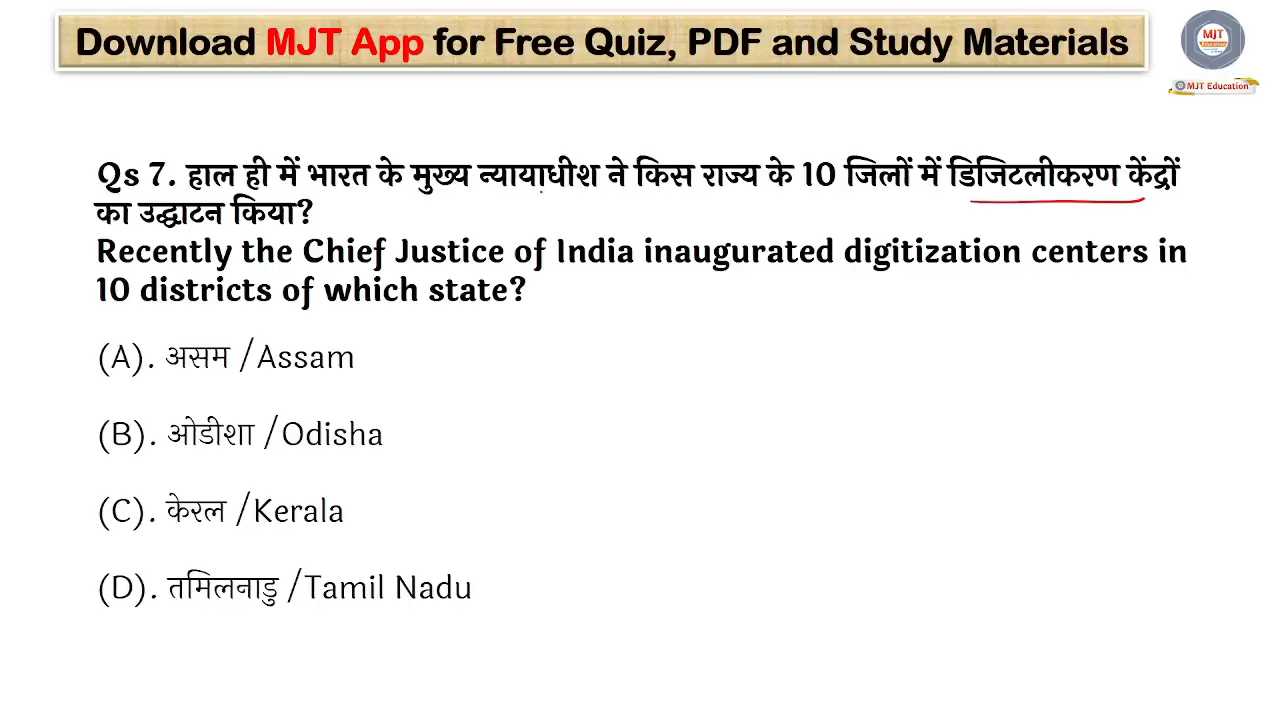 Download MJT App for Free Quiz, PDF and Study Materials
MJT
Education
MJT Education
Qs 7. हाल ही में भारत के मुख्य न्यायाधीश ने किस राज्य के 10 जिलों में डिजिटलीकरण केंद्रों
का उद्घाटन किया?
Recently the Chief Justice of India inaugurated digitization centers in
10 districts of which state?
(A). असम /Assam
(B). ओडीशा /Odisha
(C). केरल /Kerala
(D). तमिलनाडु /Tamil Nadu